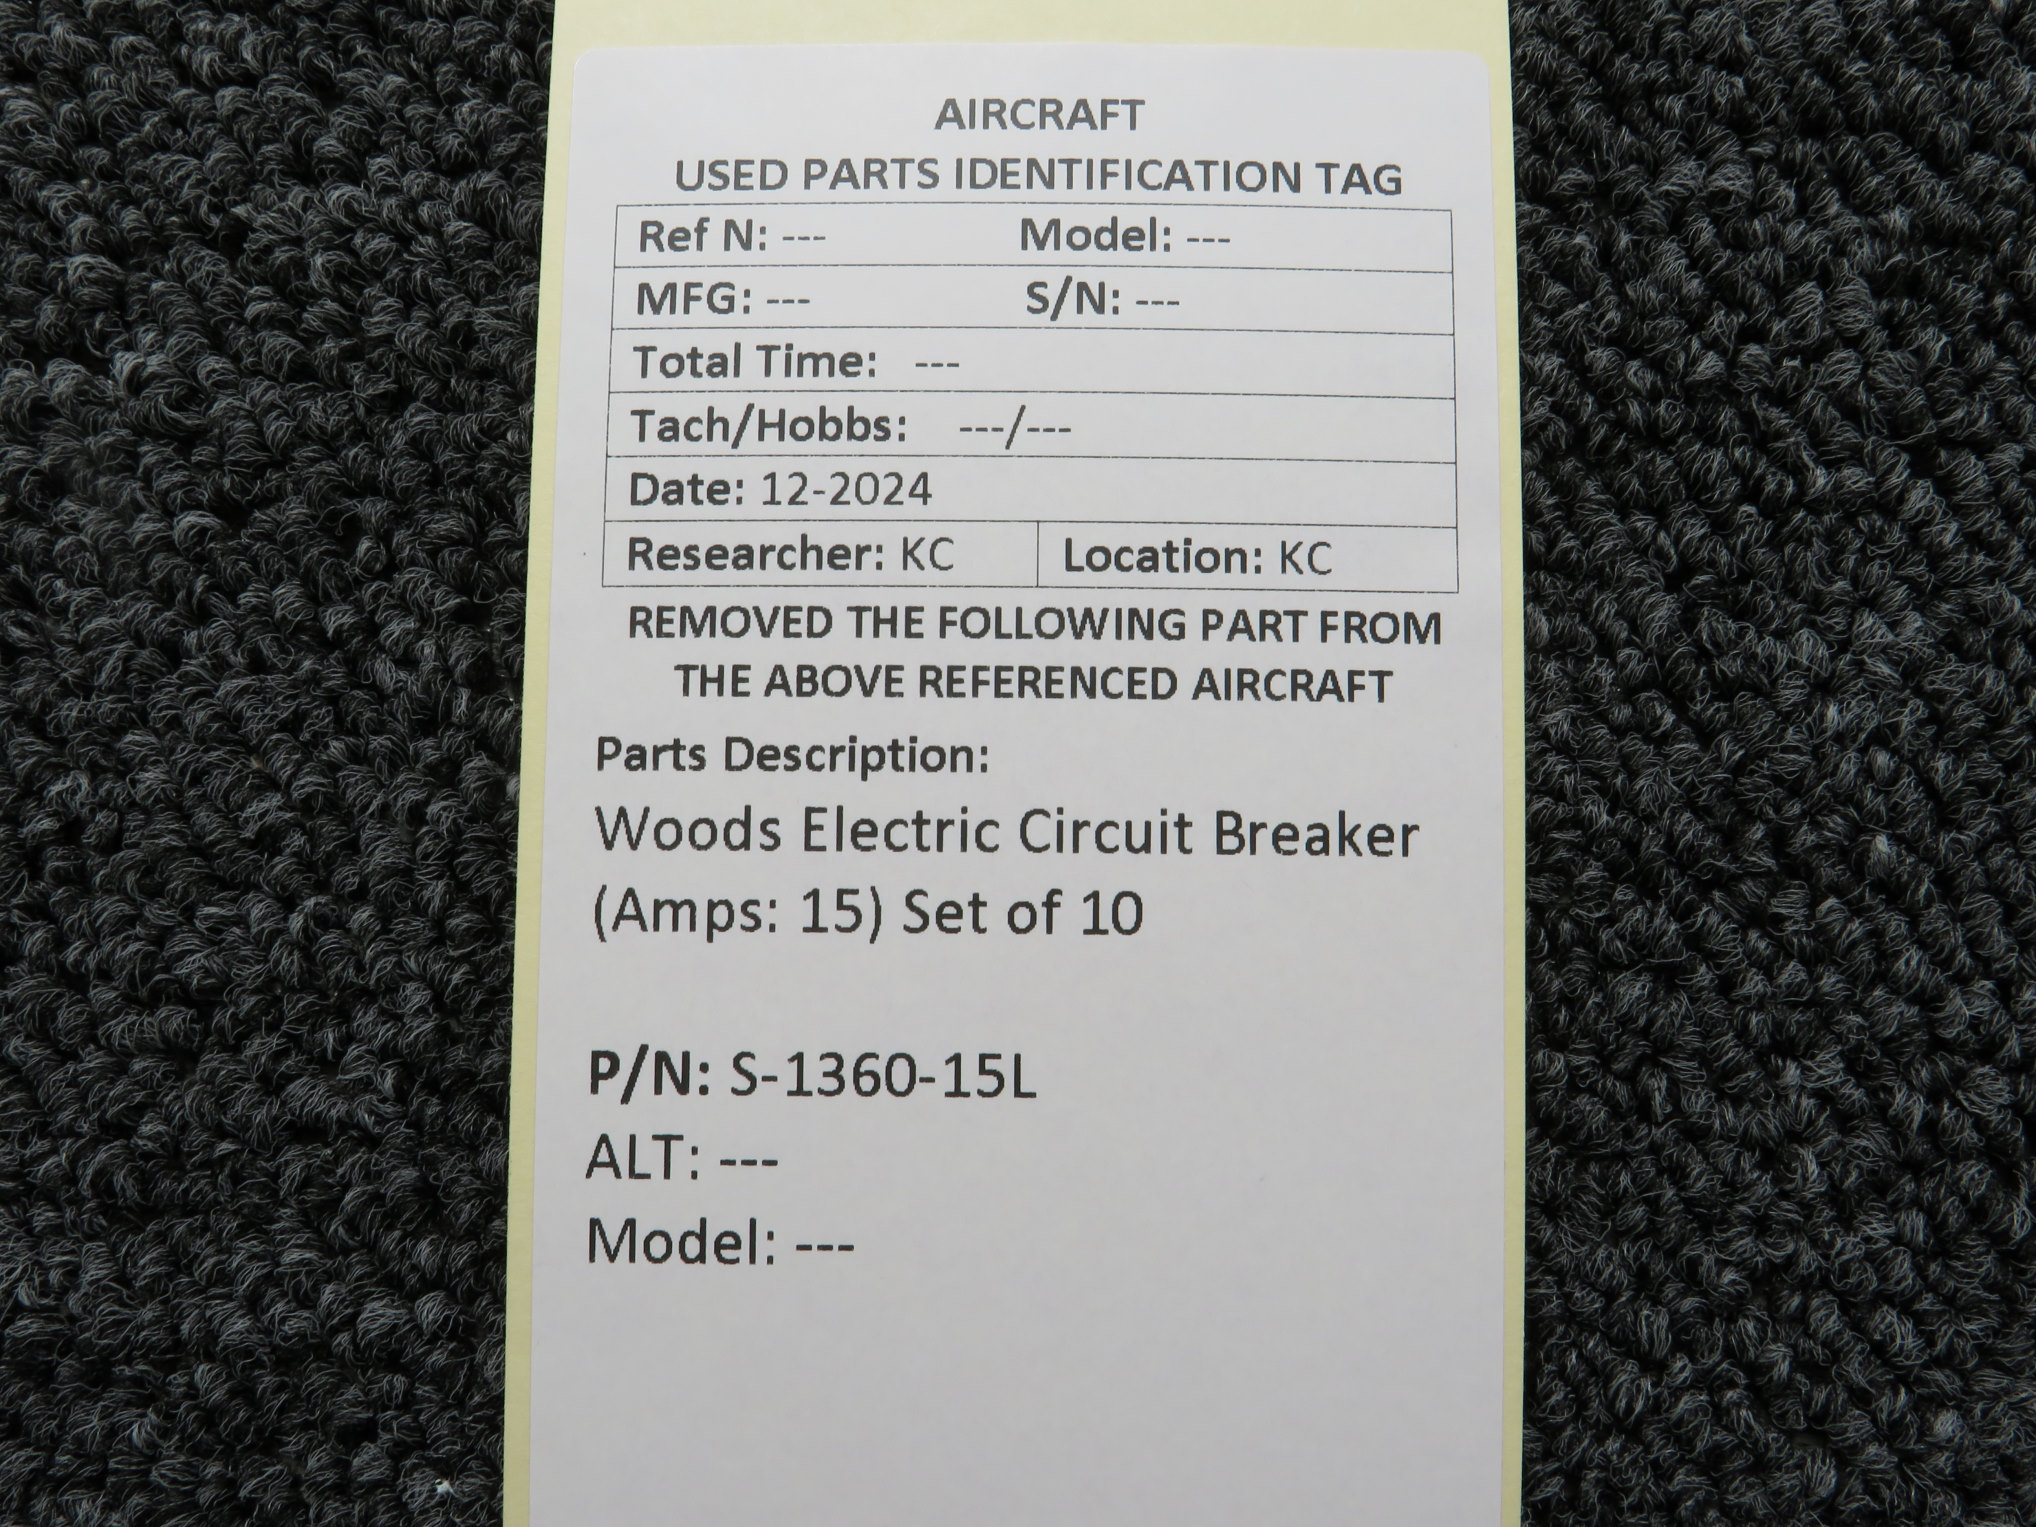 AIRCRAFT
USED PARTS IDENTIFICATION TAG
Ref N: --- Model: ---
MFG: --- S/N: ---
Total Time: ---
Tach/Hobbs: ---/---
Date: 12-2024
Researcher: KC Location: KC
REMOVED THE FOLLOWING PART FROM
THE ABOVE REFERENCED AIRCRAFT
Parts Description:
Woods Electric Circuit Breaker
(Amps: 15) Set of 10
P/N: S-1360-15L
ALT: ---
Model: ---